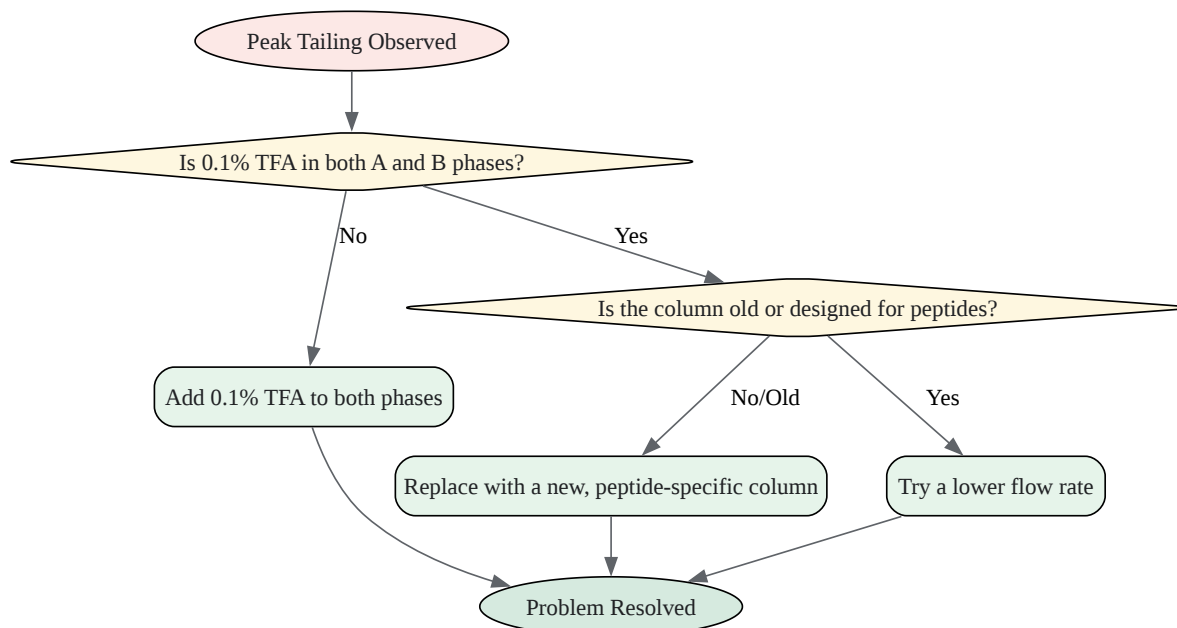 Peak Tailing Observed
Is 0.1% TFA in both A and B phases?
No
Yes
Is the column old or designed for peptides?
Add 0.1% TFA to both phases
No/Old
Yes
Replace with a new, peptide-specific column
Try a lower flow rate
Problem Resolved